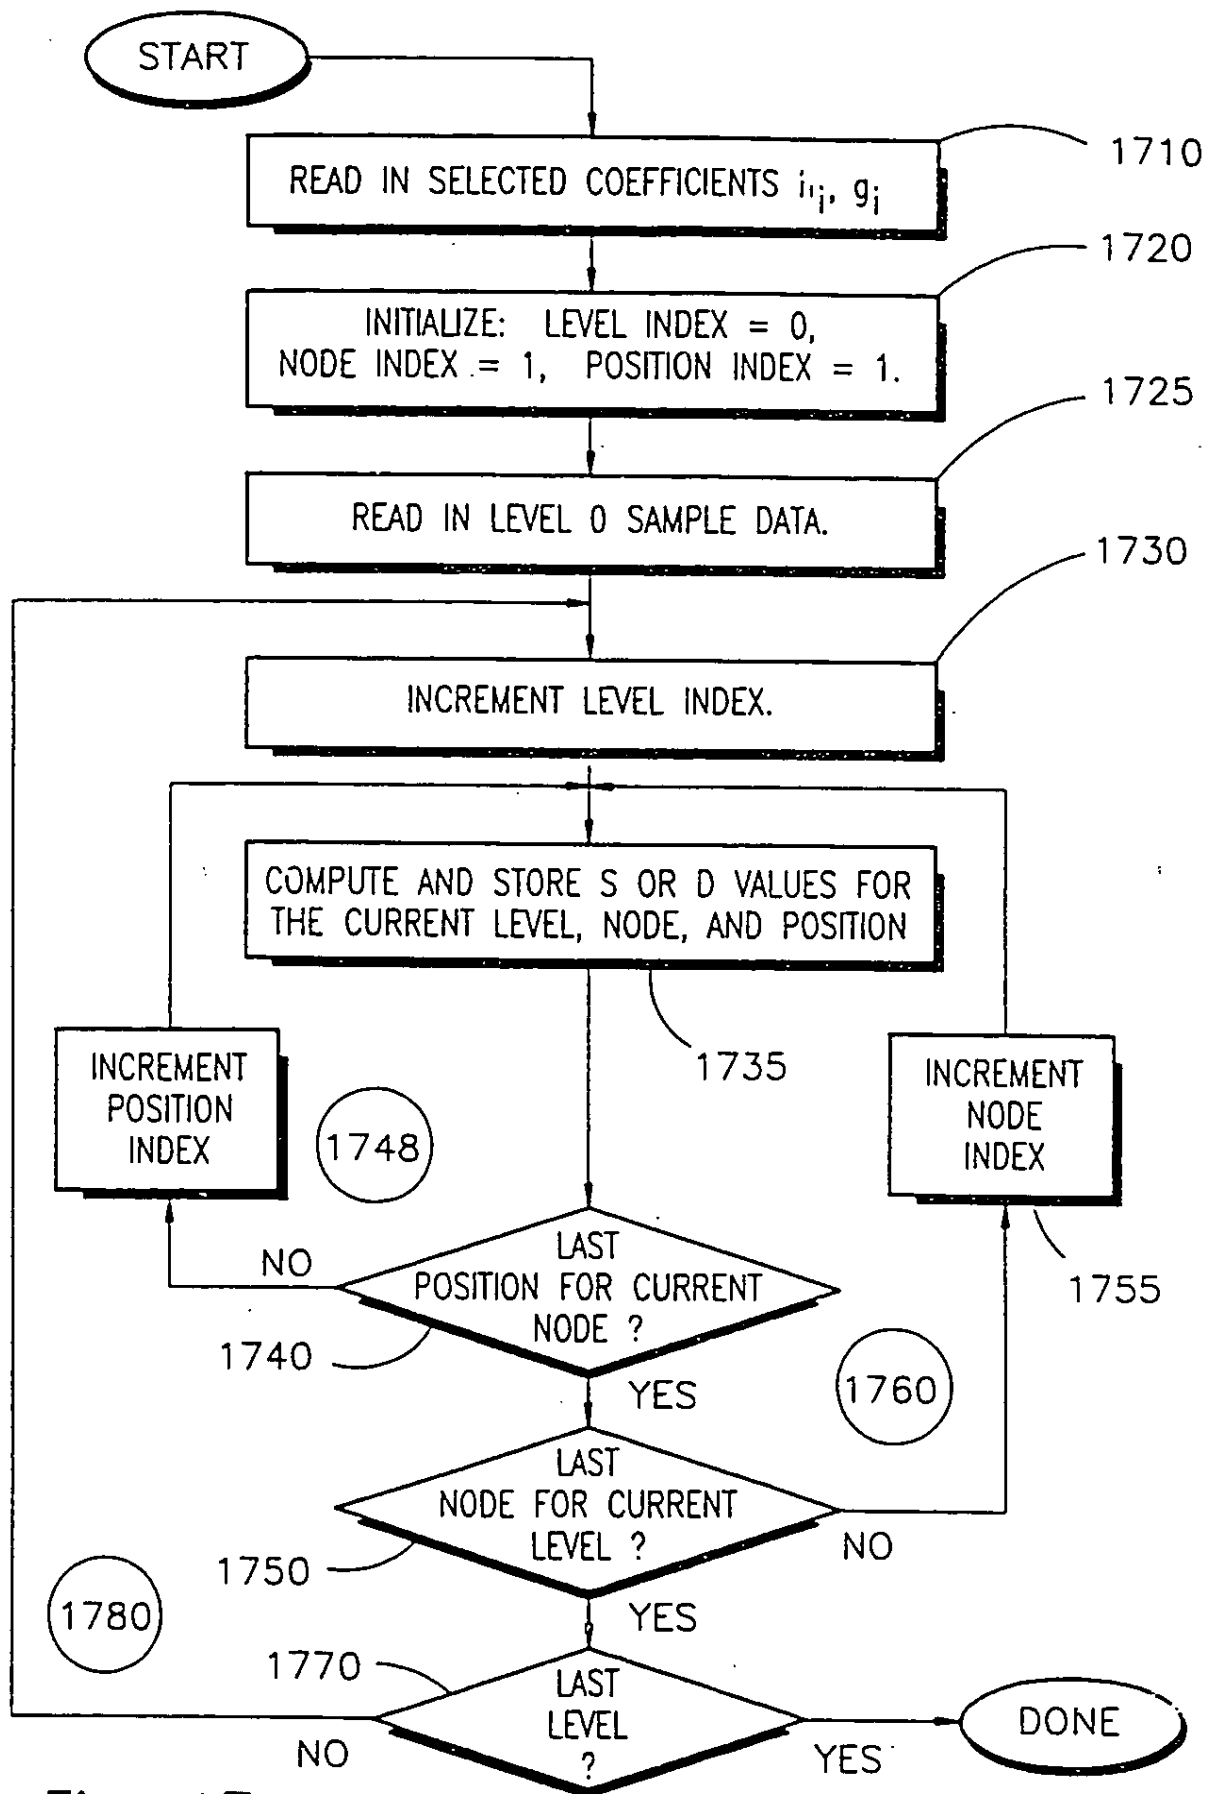 START
1710
READ IN SELECTED COEFFICIENTS
1720
INITIALIZE: LEVEL INDEX = 0,
NODE INDEX = 1, POSITION INDEX = 1.
1725
READ IN LEVEL 0 SAMPLE DATA.
1730
INCREMENT LEVEL INDEX.
COMPUTE AND STORE S OR D VALUES FOR
THE CURRENT LEVEL, NODE, AND POSITION
1735
INCREMENT
POSITION
INDEX
1748
INCREMENT
NODE
INDEX
1755
NO
LAST
POSITION FOR CURRENT
NODE ?
1740
YES
1760
LAST
NODE FOR CURRENT
LEVEL ?
NO
1750
YES
1780
1770
LAST
LEVEL
?
NO
YES
DONE